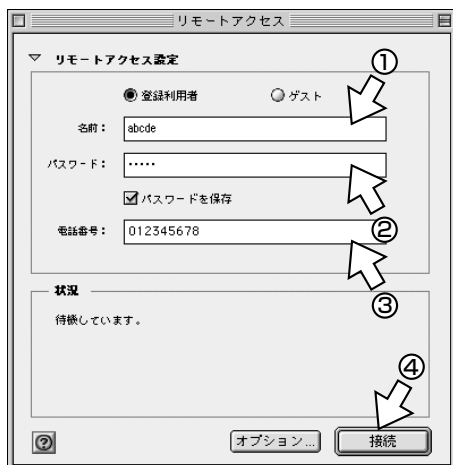 リモートアクセス
▽ リモートアクセス設定
①
登録利用者 ゲスト
名前： abcde
パスワード： •••••
パスワードを保存
②
電話番号： 012345678
③
状況
待機しています。
④
? オプション... 接続